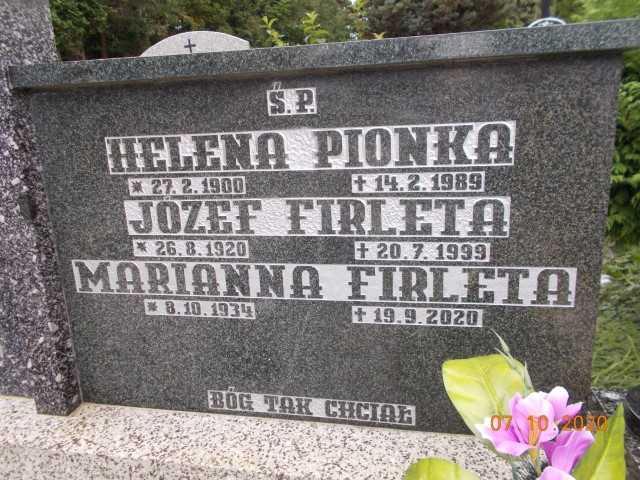 Ś. P.
HELENA PIONKA
* 27. 2. 1900 † 14. 2. 1989
JÓZEF FIRLETA
* 26. 8. 1920 † 20. 7. 1999
MARIANNA FIRLETA
* 8. 10. 1934 † 19. 9. 2020
BÓG TAK CHCIAŁ
07 10 2020